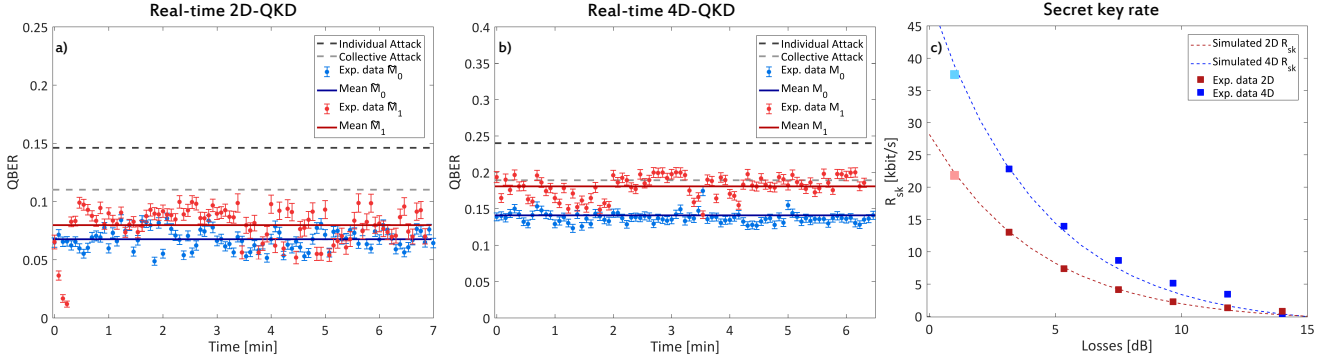 Real-time 2D-QKD
a)
Individual Attack
Collective Attack
Exp. data M̃0
Mean M̃0
Exp. data M̃1
Mean M̃1
QBER
0.25
0.2
0.15
0.1
0.05
0
0 1 2 3 4 5 6 7
Time [min]
Real-time 4D-QKD
b)
Individual Attack
Collective Attack
Exp. data M0
Mean M0
Exp. data M1
Mean M1
QBER
0.4
0.35
0.3
0.25
0.2
0.15
0.1
0.05
0
0 1 2 3 4 5 6
Time [min]
Secret key rate
c)
Simulated 2D Rsk
Simulated 4D Rsk
Exp. data 2D
Exp. data 4D
Rsk [kbit/s]
45
40
35
30
25
20
15
10
5
0
0 5 10 15
Losses [dB]